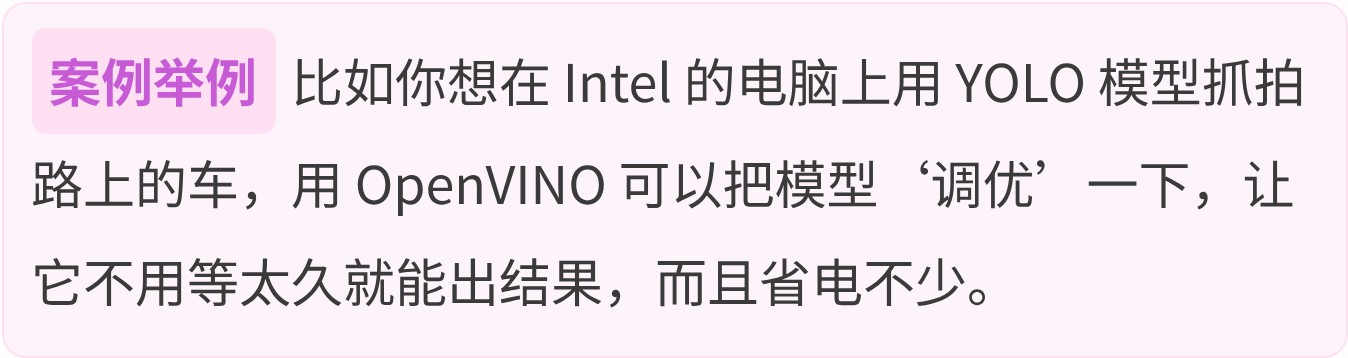 案例举例 比如你想在 Intel 的电脑上用 YOLO 模型抓拍
路上的车，用 OpenVINO 可以把模型‘调优’一下，让
它不用等太久就能出结果，而且省电不少。